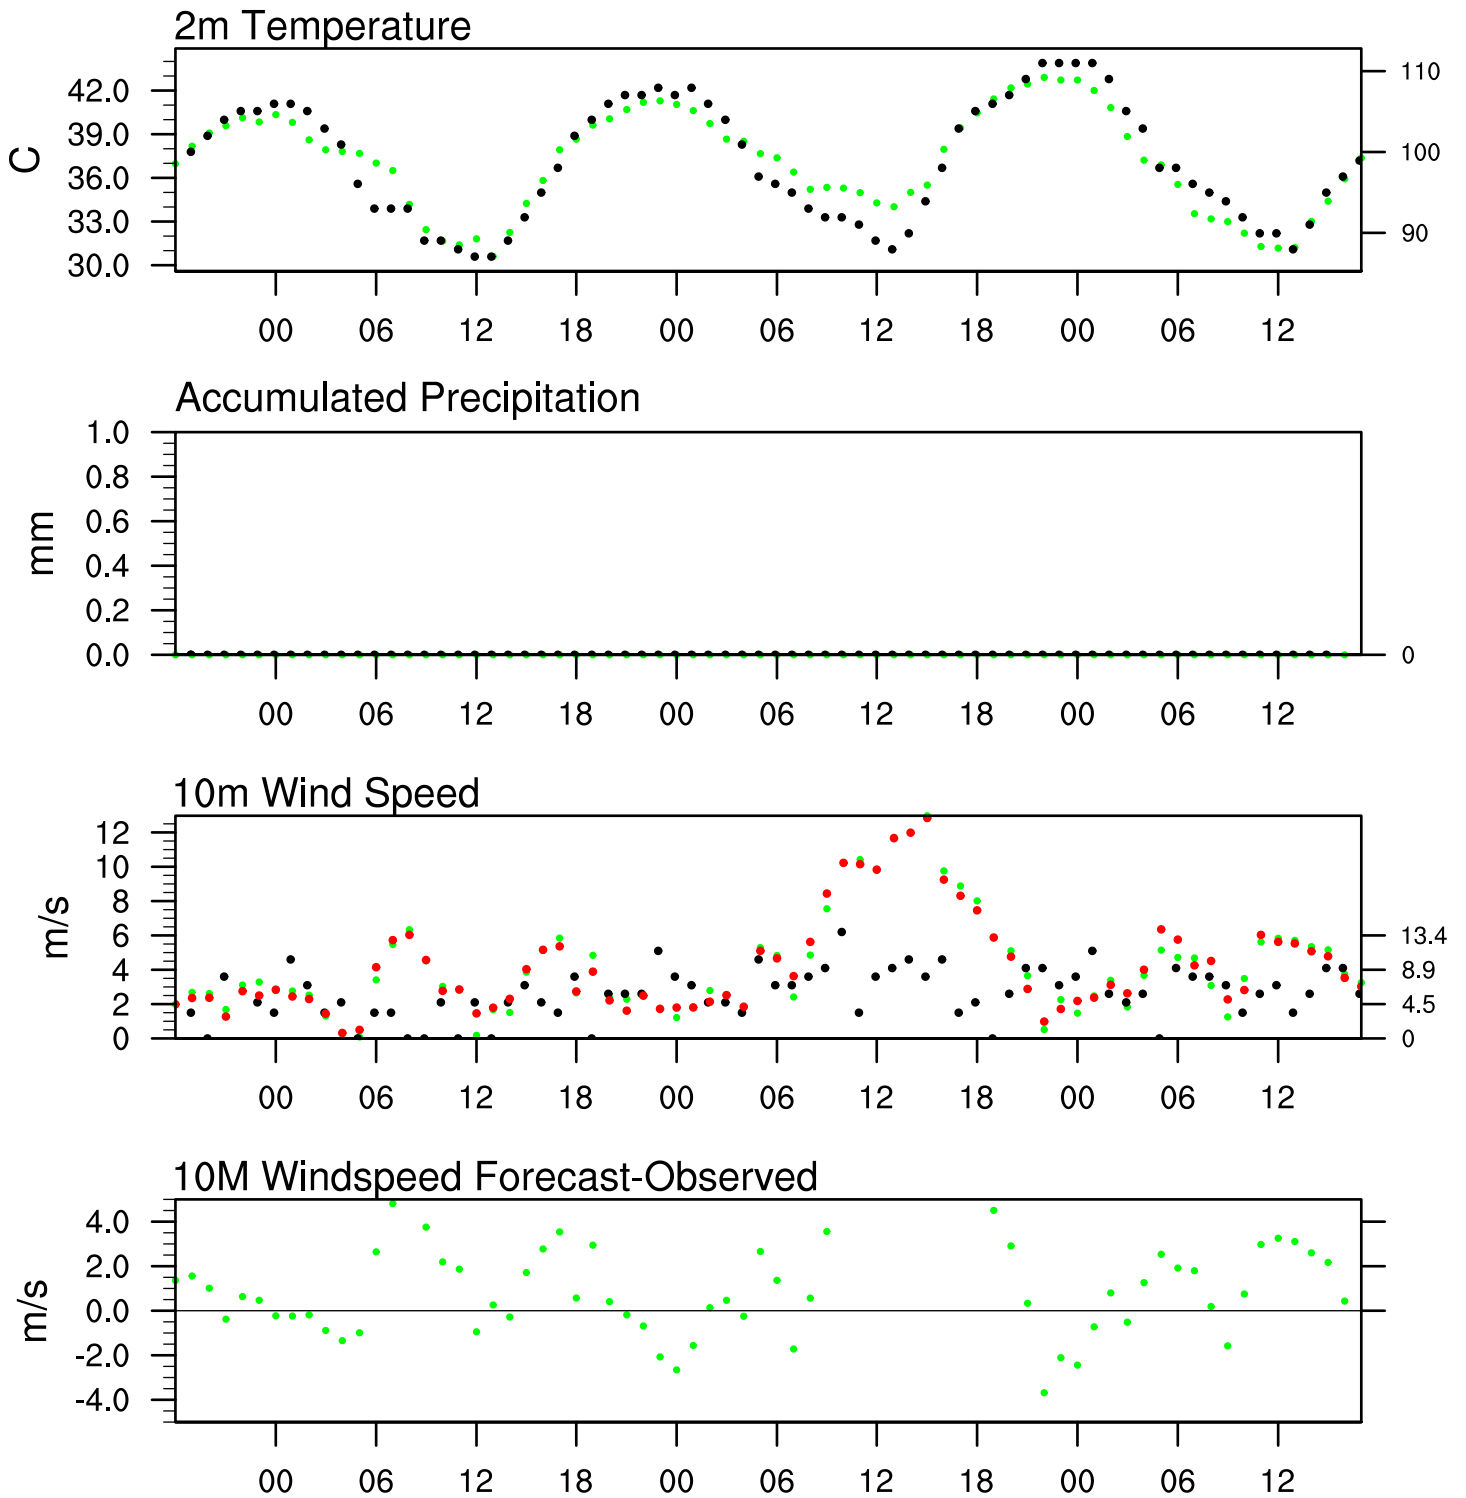 2m Temperature
C
42.0
39.0
36.0
33.0
30.0
110
100
90
00 06 12 18 00 06 12 18 00 06 12
Accumulated Precipitation
mm
1.0
0.8
0.6
0.4
0.2
0.0
0
00 06 12 18 00 06 12 18 00 06 12
10m Wind Speed
m/s
12
10
8
6
4
2
0
13.4
8.9
4.5
0
00 06 12 18 00 06 12 18 00 06 12
10M Windspeed Forecast-Observed
m/s
4.0
2.0
0.0
-2.0
-4.0
00 06 12 18 00 06 12 18 00 06 12